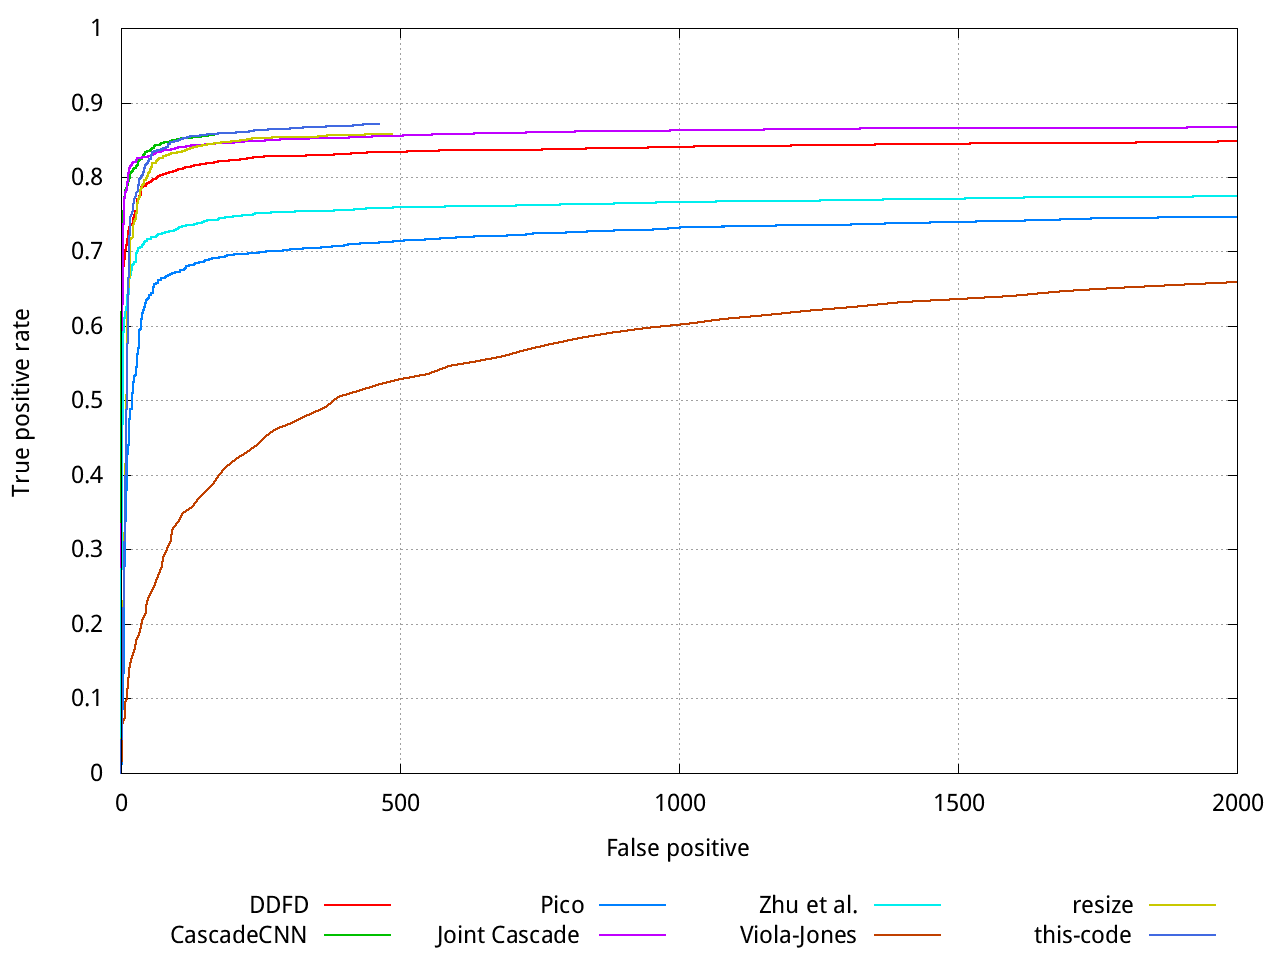 1
0.9
0.8
0.7
0.6
0.5
0.4
0.3
0.2
0.1
0
True positive rate
0 500 1000 1500 2000
False positive
DDFD Pico Zhu et al. resize
CascadeCNN Joint Cascade Viola-Jones this-code